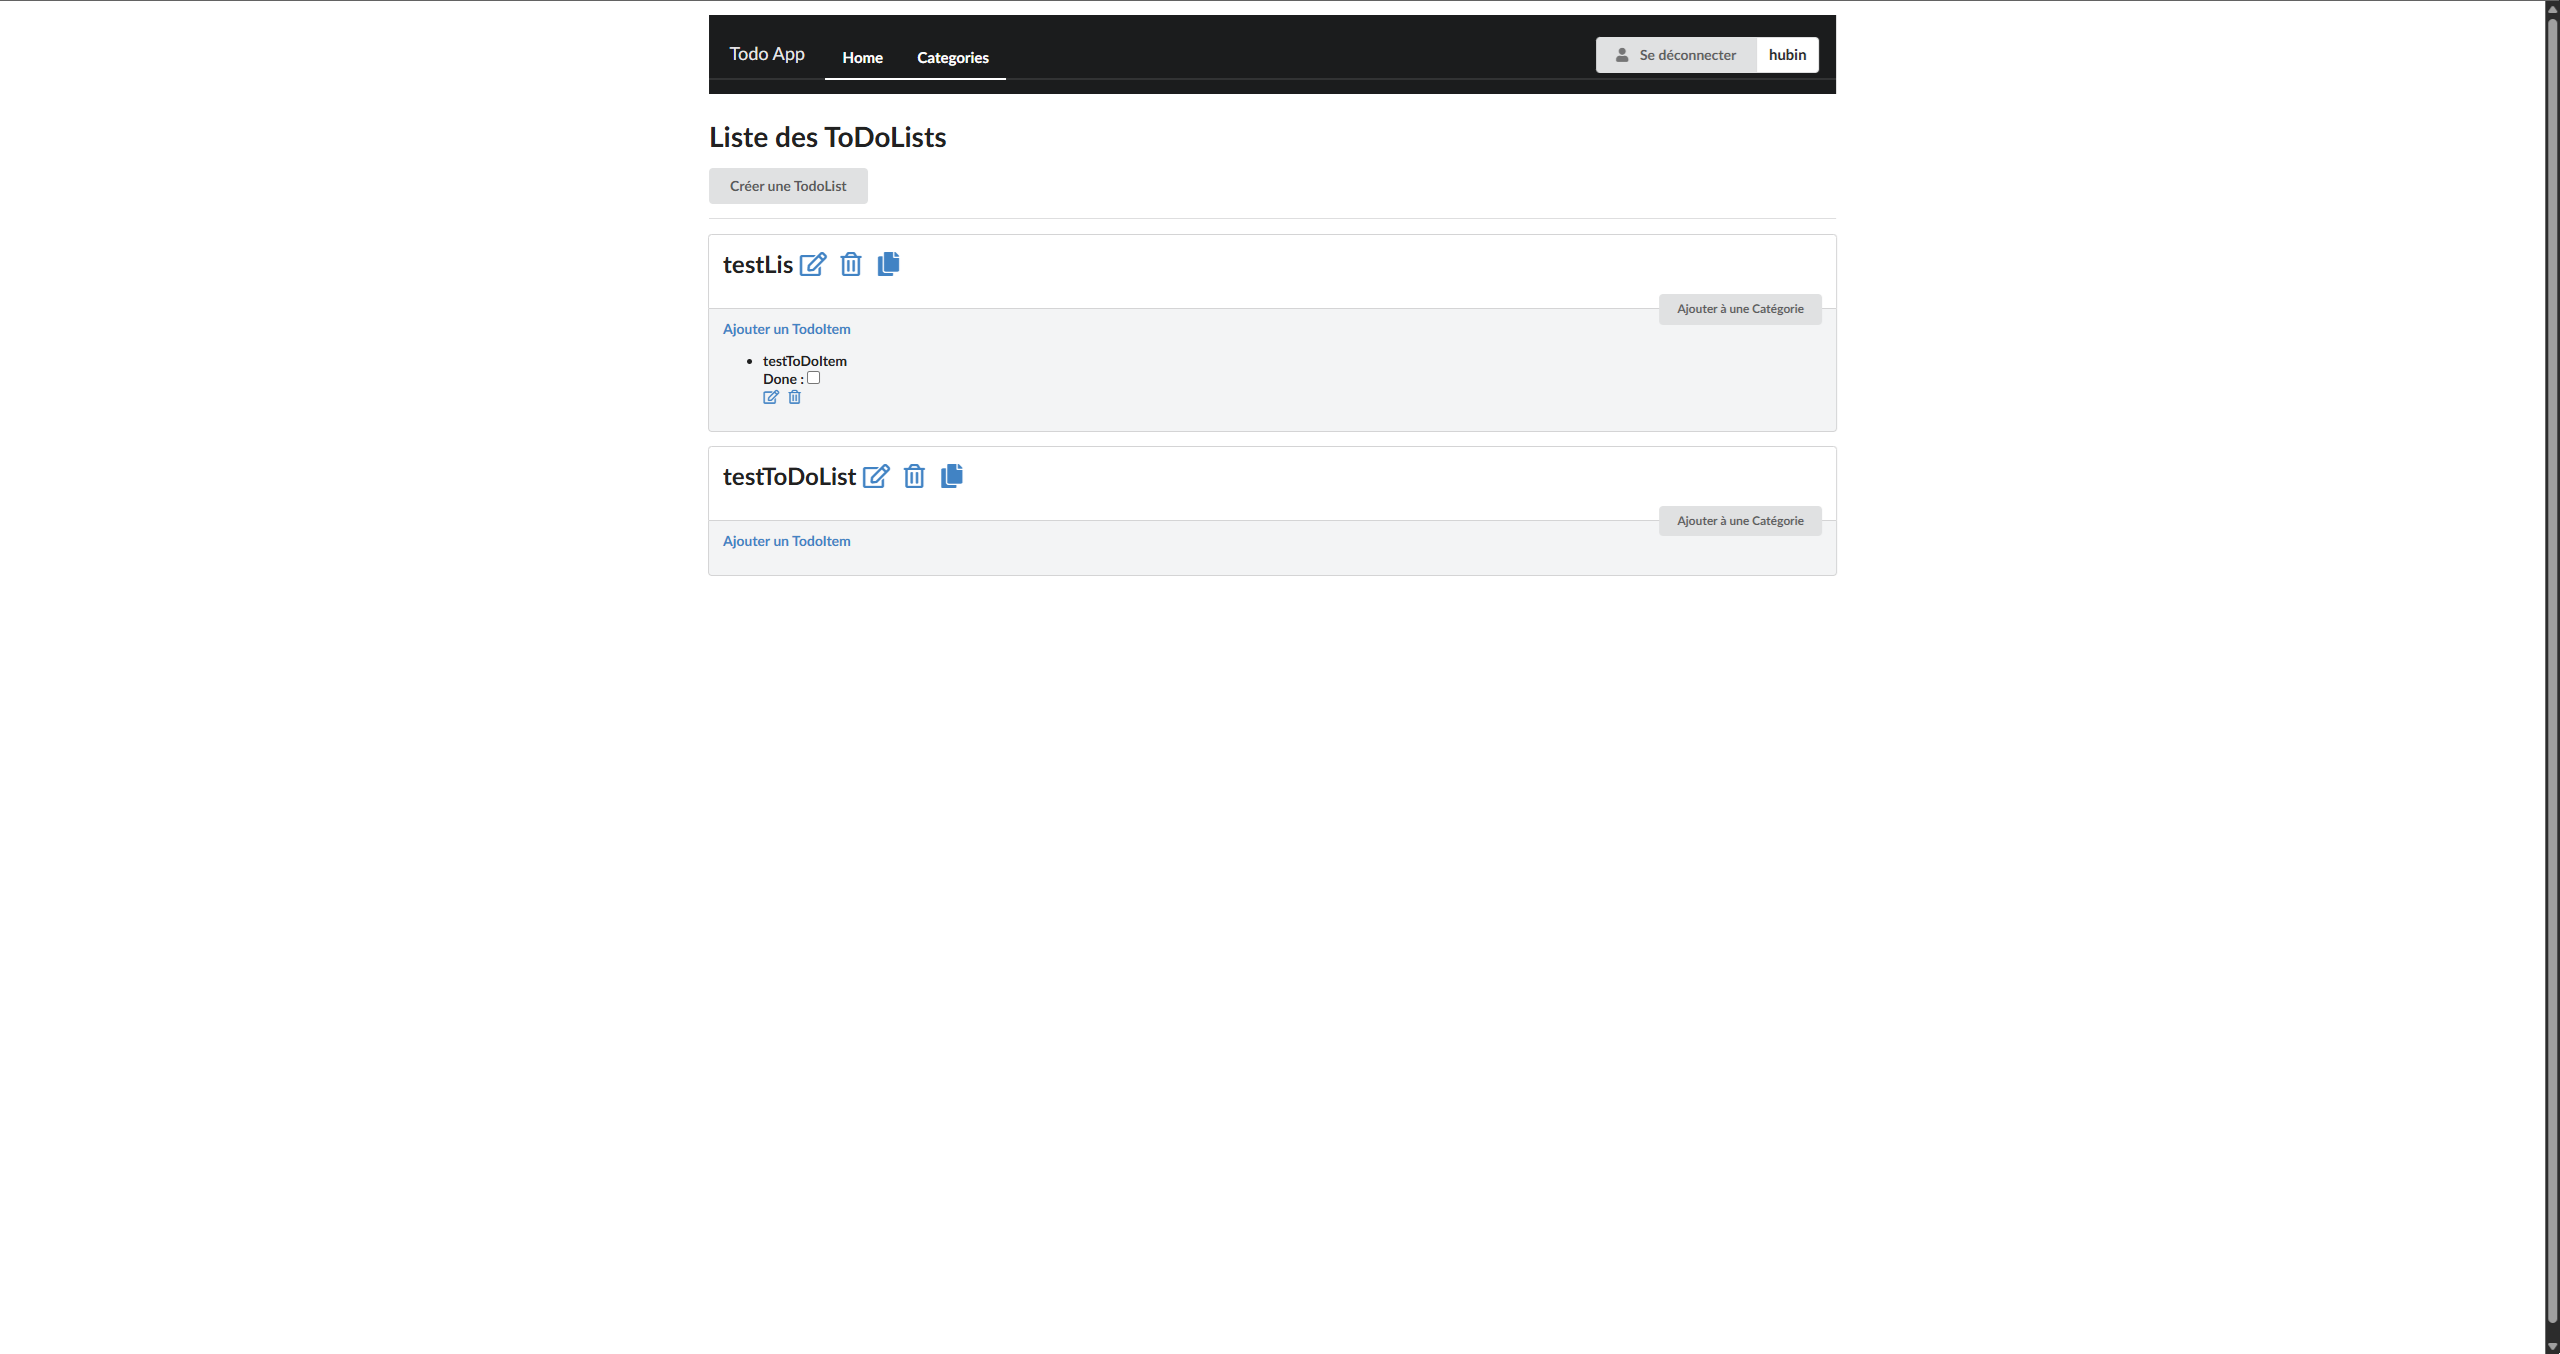 Todo App Home Categories Se déconnecter hubin
Liste des ToDoLists
Créer une TodoList
testLis
Ajouter à une Catégorie
Ajouter un TodoItem
testToDoItem
Done :
testToDoList
Ajouter à une Catégorie
Ajouter un TodoItem